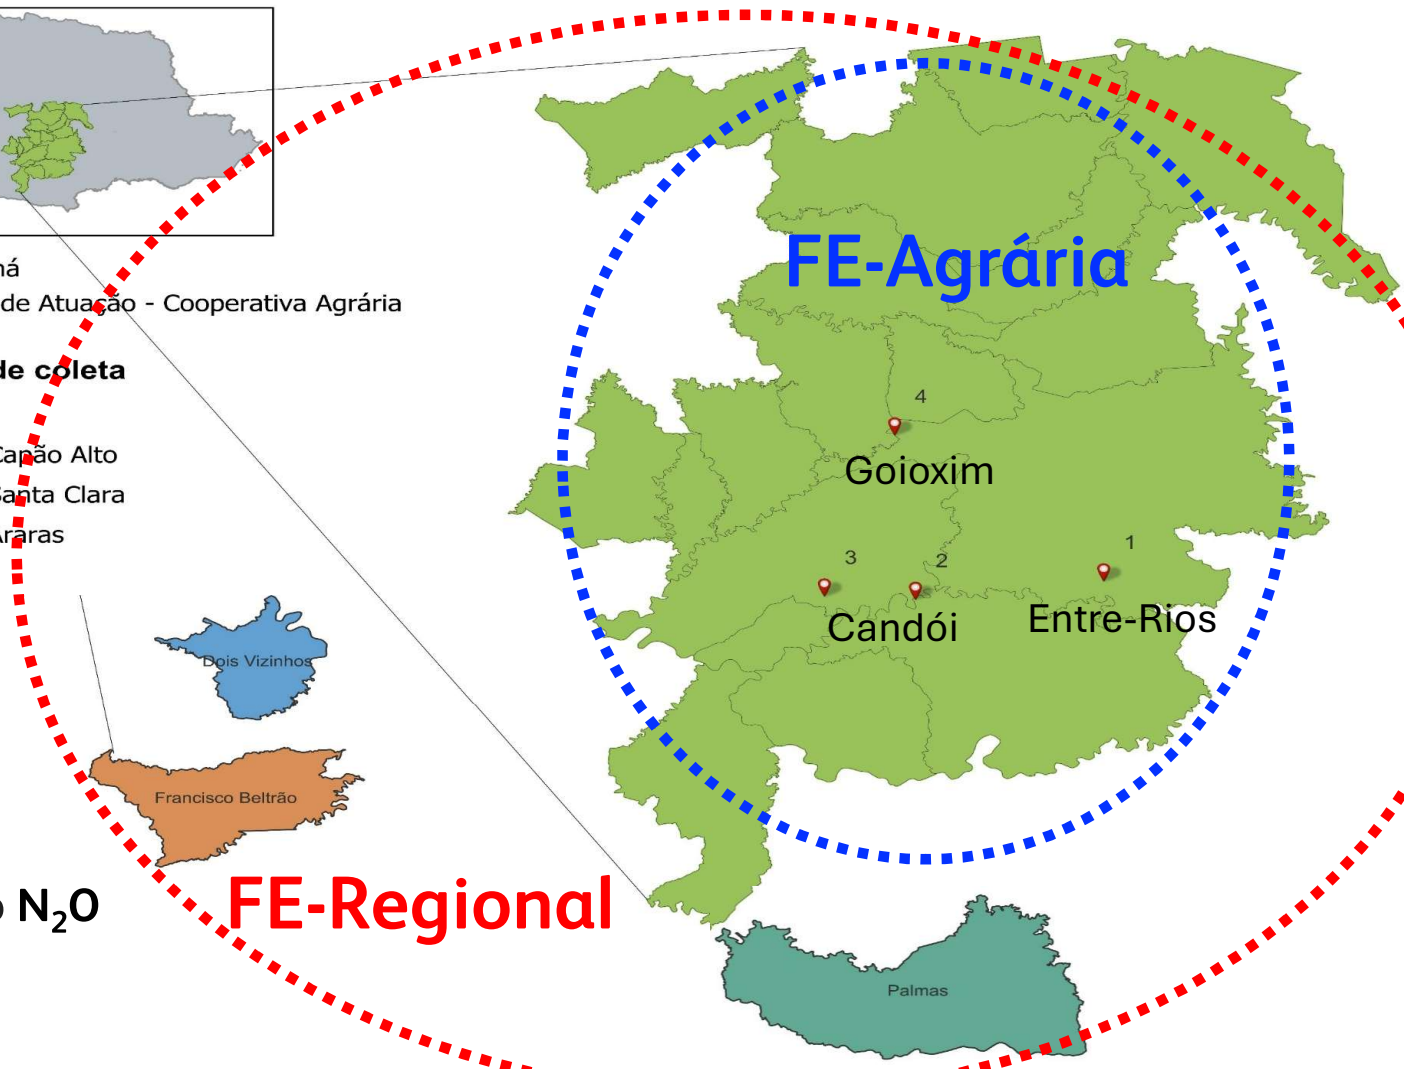 de Atuação - Cooperativa Agrária
de coleta
Capão Alto
Santa Clara
Araras
Dois Vizinhos
Francisco Beltrão
N₂O
FE-Regional
FE-Agrária
4
Goioxim
3
2
1
Candói
Entre-Rios
Palmas